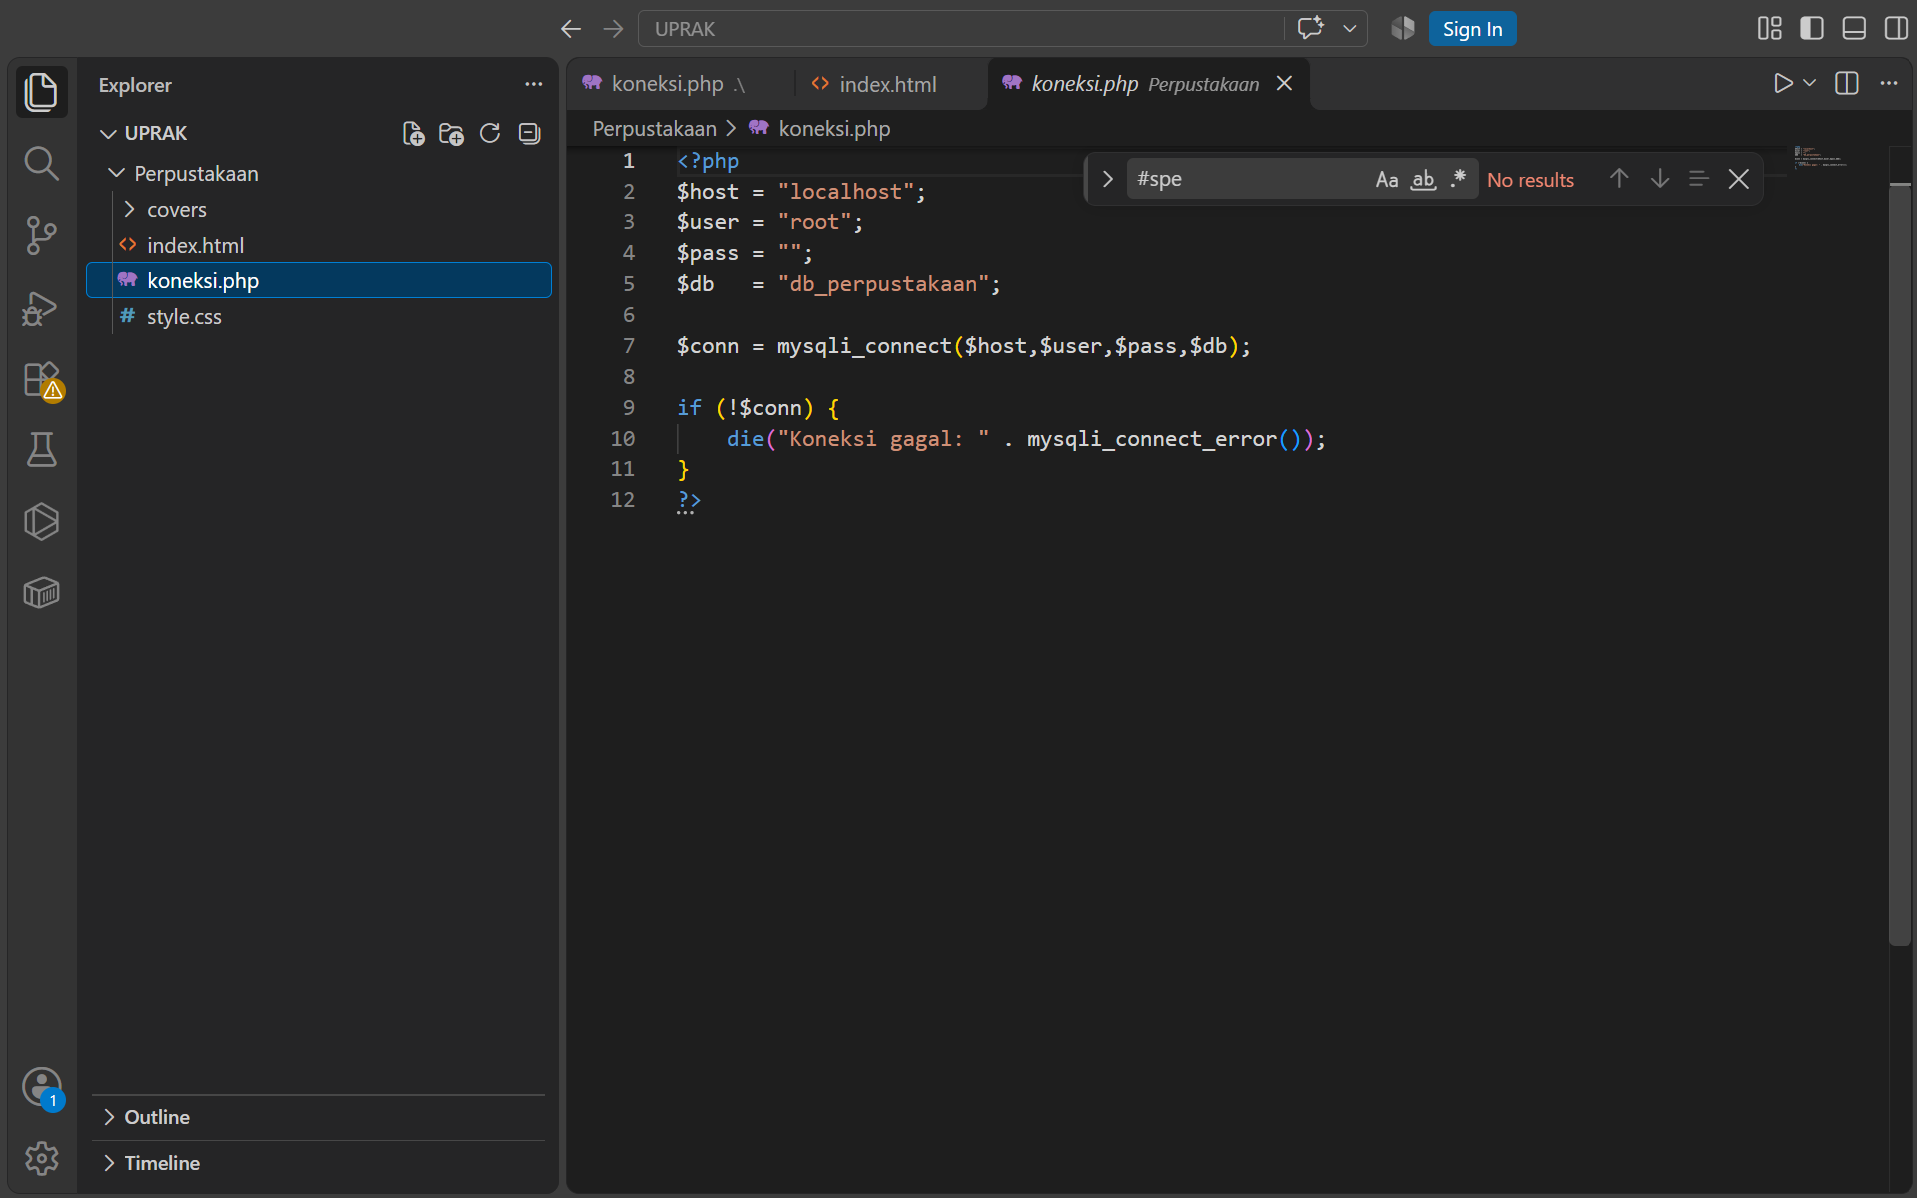 UPRAK
Sign In
Explorer
UPRAK
Perpustakaan
covers
index.html
koneksi.php
style.css
Outline
Timeline
1
koneksi.php .\
index.html
koneksi.php Perpustakaan
Perpustakaan > koneksi.php
#spe
Aa
ab
.*
No results
1 <?php
2 $host = "localhost";
3 $user = "root";
4 $pass = "";
5 $db   = "db_perpustakaan";
6
7 $conn = mysqli_connect($host,$user,$pass,$db);
8
9 if (!$conn) {
10     die("Koneksi gagal: " . mysqli_connect_error());
11 }
12 ?>